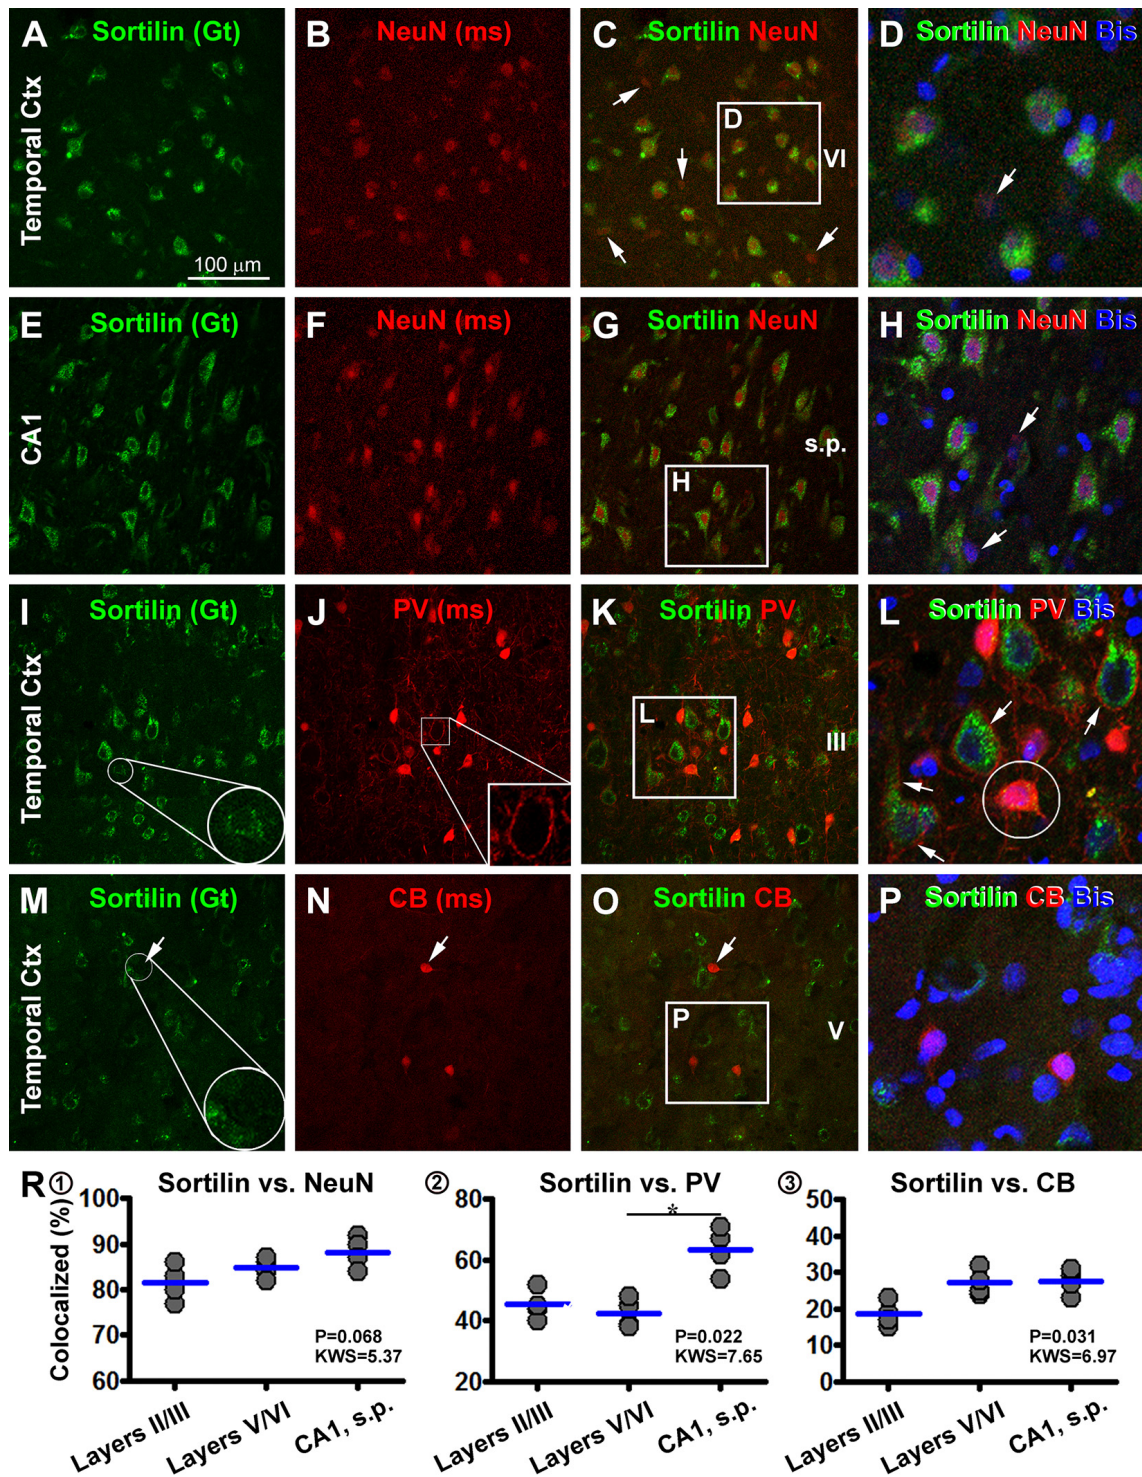 A Sortilin (Gt)
B NeuN (ms)
C Sortilin NeuN
D Sortilin NeuN Bis
Temporal Ctx
100 µm
D
VI
E Sortilin (Gt)
F NeuN (ms)
G Sortilin NeuN
H Sortilin NeuN Bis
CA1
s.p.
H
I Sortilin (Gt)
J PV (ms)
K Sortilin PV
L Sortilin PV Bis
Temporal Ctx
L
III
M Sortilin (Gt)
N CB (ms)
O Sortilin CB
P Sortilin CB Bis
Temporal Ctx
P
V
R
① Sortilin vs. NeuN
Colocalized (%)
100
90
80
70
60
P=0.068
KWS=5.37
Layers II/III
Layers V/VI
CA1, s.p.
② Sortilin vs. PV
80
60
40
20
*
P=0.022
KWS=7.65
Layers II/III
Layers V/VI
CA1, s.p.
③ Sortilin vs. CB
50
40
30
20
10
0
P=0.031
KWS=6.97
Layers II/III
Layers V/VI
CA1, s.p.